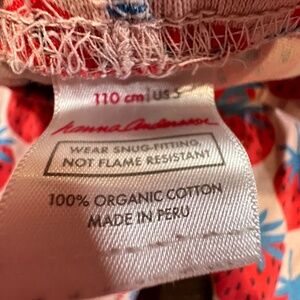 110 cm | US 5
hanna andersson
WEAR SNUG-FITTING,
NOT FLAME RESISTANT
100% ORGANIC COTTON
MADE IN PERU